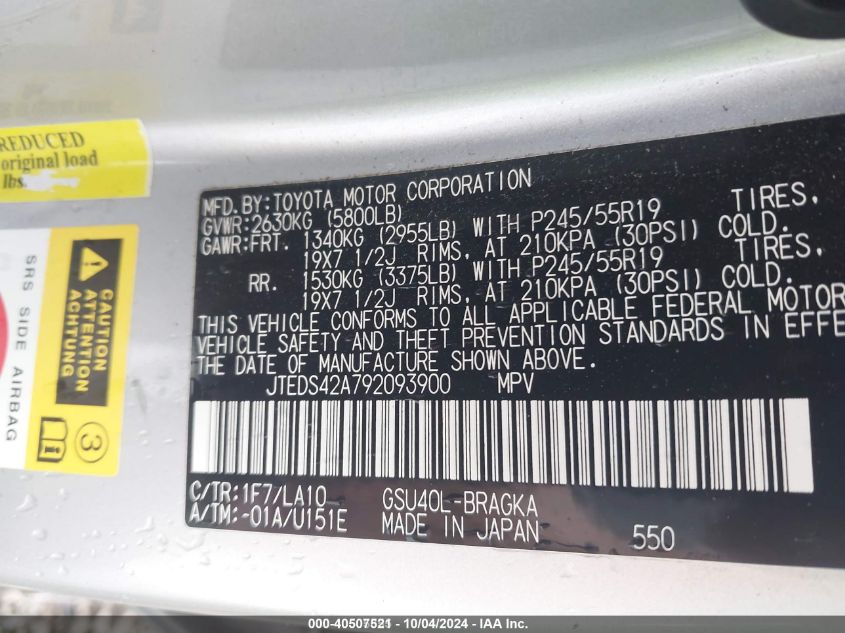 REDUCED
original load
lbs.
SRS SIDE AIRBAG
CAUTION
ATTENTION
ACHTUNG
i
3
MFD. BY: TOYOTA MOTOR CORPORATION
GVWR: 2630KG (5800LB)
GAWR: FRT. 1340KG (2955LB) WITH P245/55R19 TIRES,
19X7 1/2J RIMS, AT 210KPA (30PSI) COLD.
RR. 1530KG (3375LB) WITH P245/55R19 TIRES,
19X7 1/2J RIMS, AT 210KPA (30PSI) COLD.
THIS VEHICLE CONFORMS TO ALL APPLICABLE FEDERAL MOTOR
VEHICLE SAFETY AND THEFT PREVENTION STANDARDS IN EFFE
THE DATE OF MANUFACTURE SHOWN ABOVE.
JTEDS42A792093900 MPV
C/TR: 1F7/LA10 GSU40L-BRAGKA
A/TM: -01A/U151E MADE IN JAPAN 550
000-40507521 - 10/04/2024 - IAA Inc.